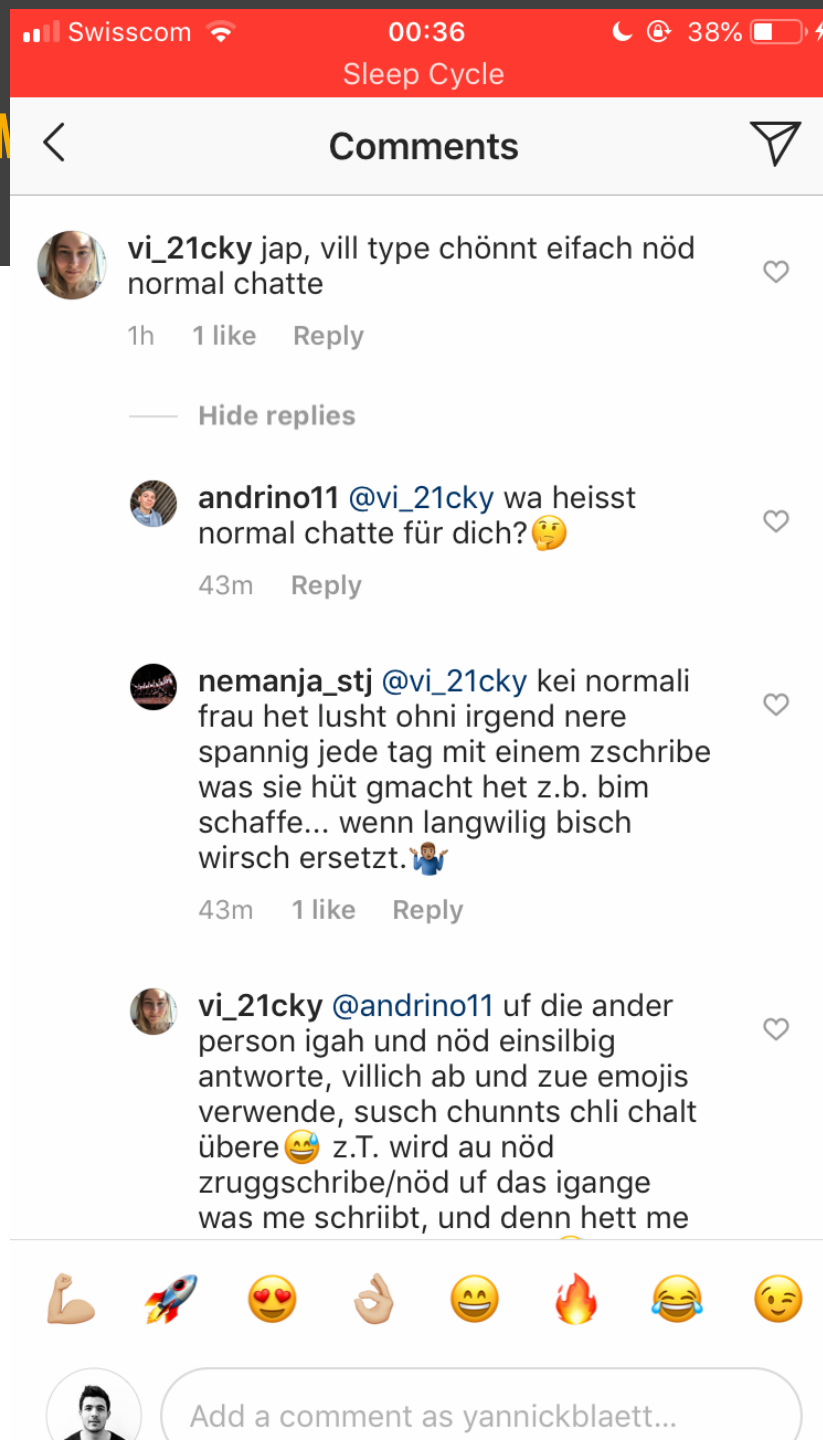 Swisscom 00:36 38%
Sleep Cycle
Comments
vi_21cky jap, vill type chönnt eifach nöd
normal chatte
1h 1 like Reply
Hide replies
andrino11 @vi_21cky wa heisst
normal chatte für dich?🤔
43m Reply
nemanja_stj @vi_21cky kei normali
frau het lusht ohni irgend nere
spannig jede tag mit einem zschribe
was sie hüt gmacht het z.b. bim
schaffe... wenn langwilig bisch
wirsch ersetzt.🤷🏽‍♂️
43m 1 like Reply
vi_21cky @andrino11 uf die ander
person igah und nöd einsilbig
antworte, villich ab und zue emojis
verwende, susch chunnts chli chalt
übere😅 z.T. wird au nöd
zruggschribe/nöd uf das igange
was me schriibt, und denn hett me
💪🏼 🚀 😍 👌🏼 😄 🔥 😂 😉
Add a comment as yannickblaett...